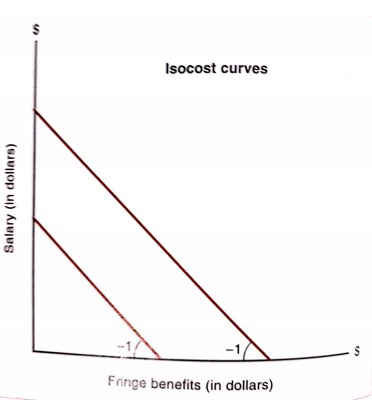 $
Isocost curves
Salary (in dollars)
−1
−1
$
Fringe benefits (in dollars)